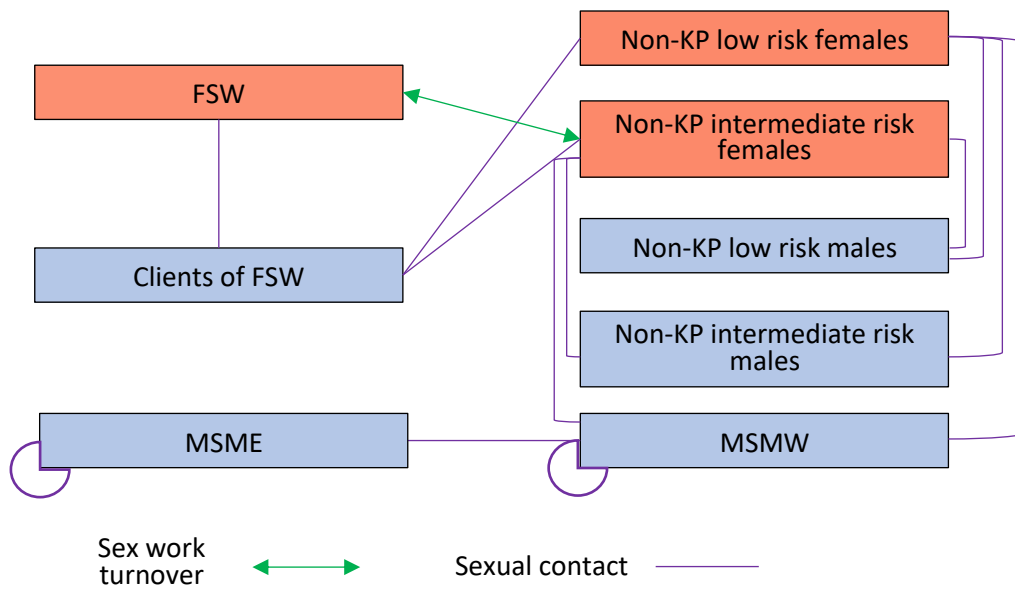 Non-KP low risk females
FSW
Non-KP intermediate risk
females
Non-KP low risk males
Clients of FSW
Non-KP intermediate risk
males
MSME
MSMW
Sex work
turnover
Sexual contact